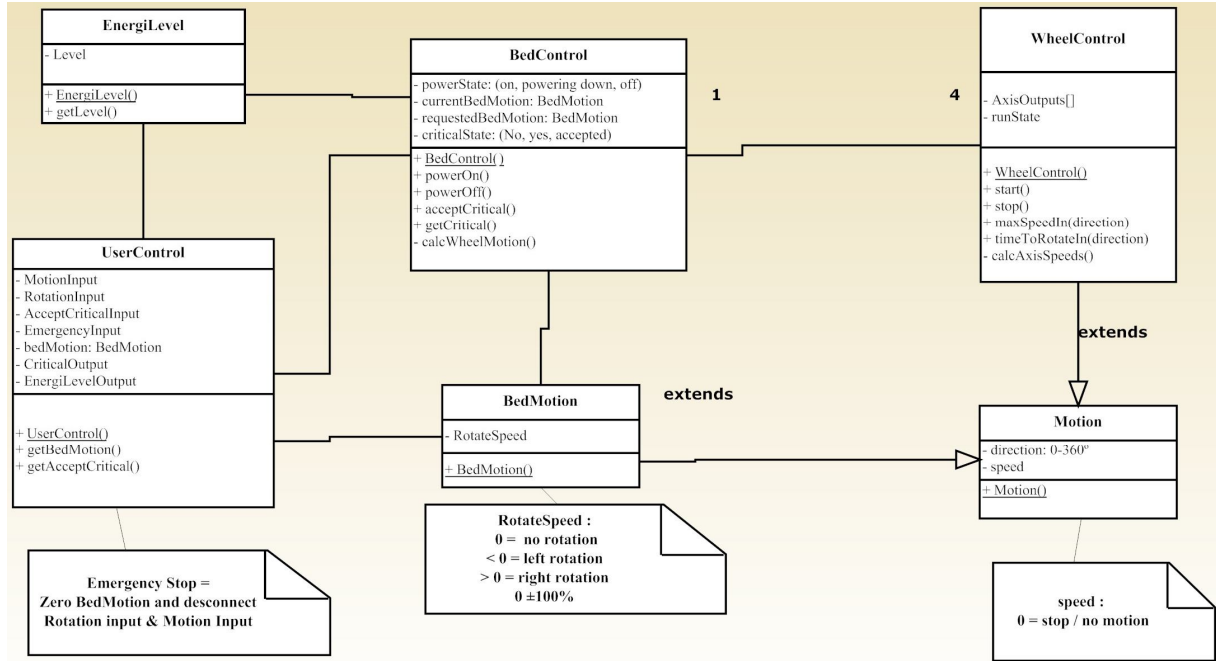 EnergiLevel
- Level
+ EnergiLevel()
+ getLevel()
BedControl
- powerState: (on, powering down, off)
- currentBedMotion: BedMotion
- requestedBedMotion: BedMotion
- criticalState: (No, yes, accepted)
+ BedControl()
+ powerOn()
+ powerOff()
+ acceptCritical()
+ getCritical()
- calcWheelMotion()
1
4
WheelControl
- AxisOutputs[]
- runState
+ WheelControl()
+ start()
+ stop()
+ maxSpeedIn(direction)
+ timeToRotateIn(direction)
- calcAxisSpeeds()
UserControl
- MotionInput
- RotationInput
- AcceptCriticalInput
- EmergencyInput
- bedMotion: BedMotion
- CriticalOutput
- EnergiLevelOutput
+ UserControl()
+ getBedMotion()
+ getAcceptCritical()
BedMotion
- RotateSpeed
+ BedMotion()
extends
extends
Motion
- direction: 0-360º
- speed
+ Motion()
Emergency Stop =
Zero BedMotion and desconnect
Rotation input & Motion Input
RotateSpeed :
0 = no rotation
< 0 = left rotation
> 0 = right rotation
0 ±100%
speed :
0 = stop / no motion